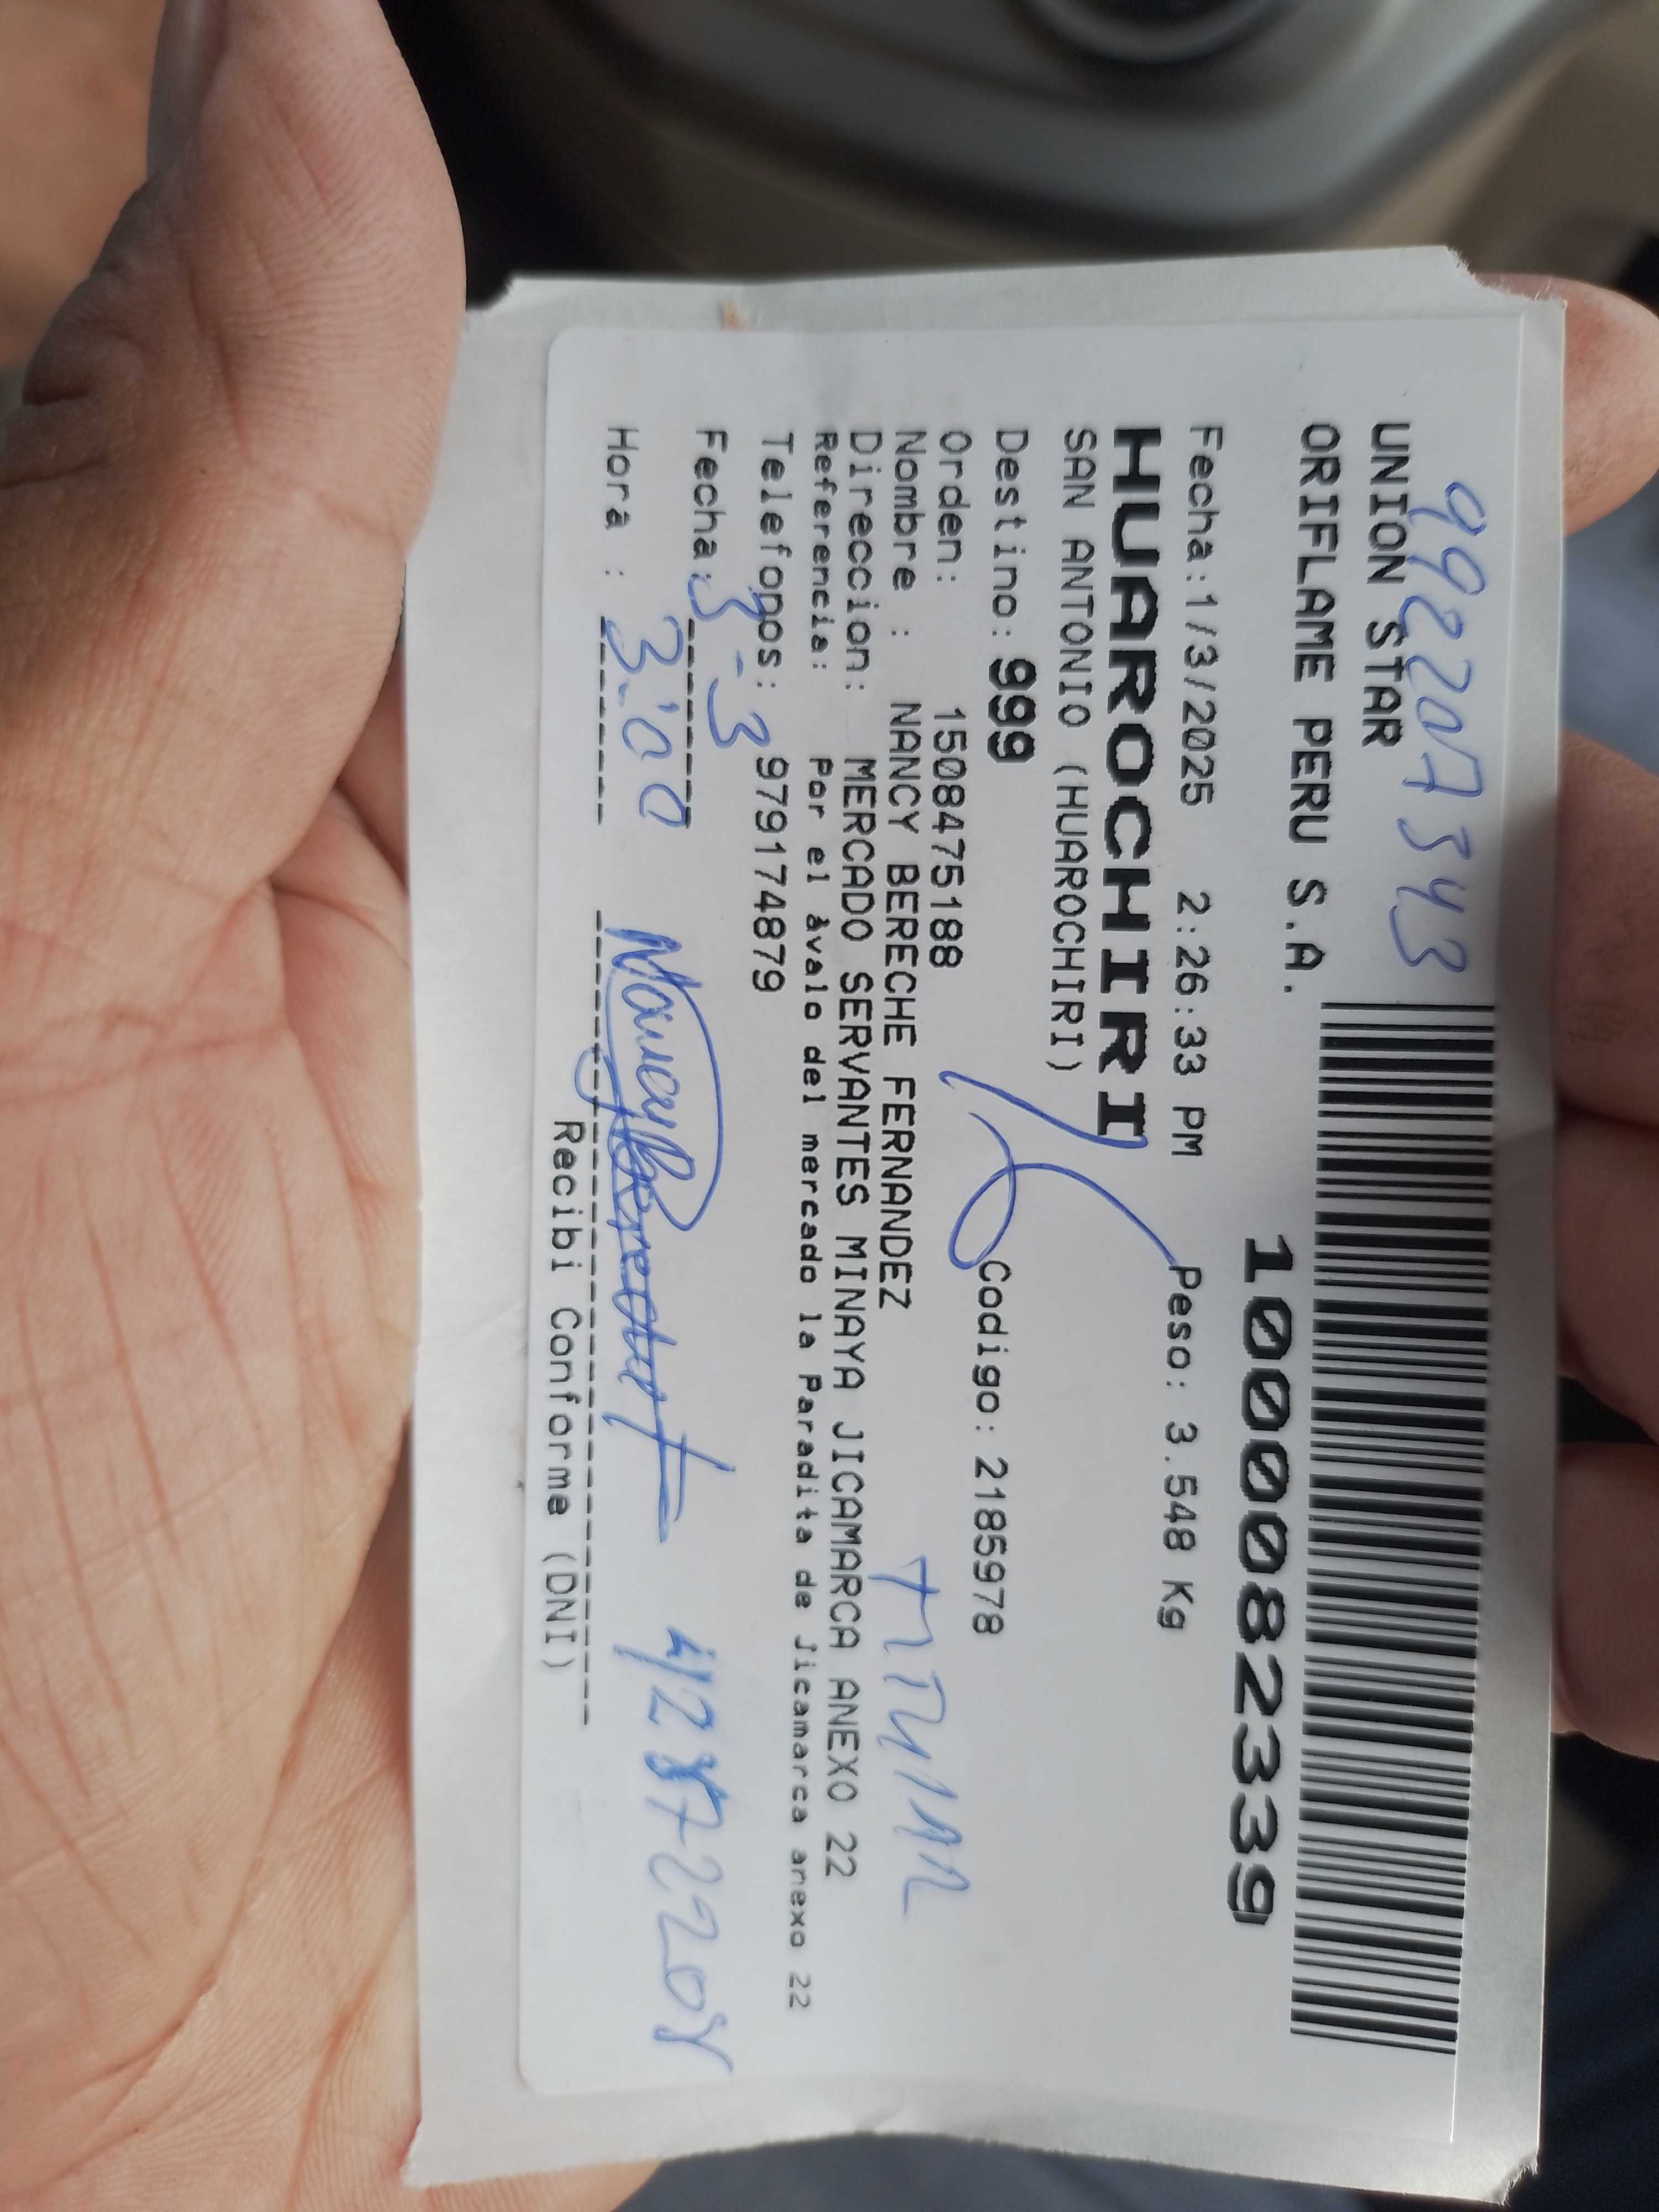 992207343
UNION STAR
ORIFLAME PERU S.A.
1000082339
Fecha:1/3/2025 2:26:33 PM Peso: 3.548 Kg
HUAROCHIRI
SAN ANTONIO (HUAROCHIRI)
Destino: 999 Codigo: 2185978
Orden: 1508475188
Nombre : NANCY BERECHE FERNANDEZ
Direccion: MERCADO SERVANTES MINAYA JICAMARCA ANEXO 22
Referencia: Por el ávalo del mercado la Paradita de Jicamarca anexo 22
Telefonos: 979174879
Fecha: 3-3
Hora : 3:00
Recibi Conforme (DNI)